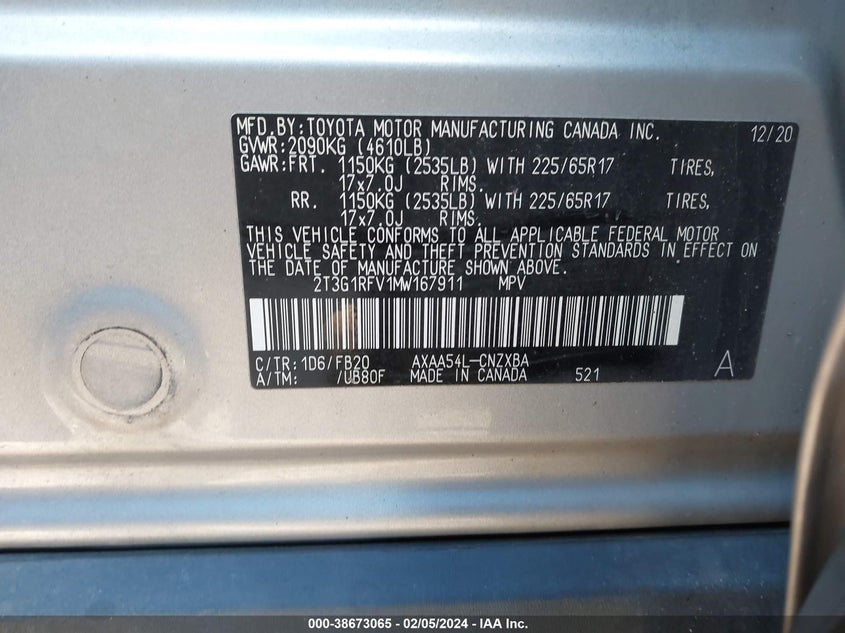 MFD.BY:TOYOTA MOTOR MANUFACTURING CANADA INC. 12/20
GVWR:2090KG (4610LB)
GAWR:FRT. 1150KG (2535LB) WITH 225/65R17 TIRES,
17x7.0J RIMS.
RR. 1150KG (2535LB) WITH 225/65R17 TIRES,
17x7.0J RIMS.
THIS VEHICLE CONFORMS TO ALL APPLICABLE FEDERAL MOTOR
VEHICLE SAFETY AND THEFT PREVENTION STANDARDS IN EFFECT ON
THE DATE OF MANUFACTURE SHOWN ABOVE.
2T3G1RFV1MW167911 MPV
C/TR:1D6/FB20 AXAA54L-CNZXBA
A/TM: /UB80F MADE IN CANADA 521 A
000-38673065 - 02/05/2024 - IAA Inc.